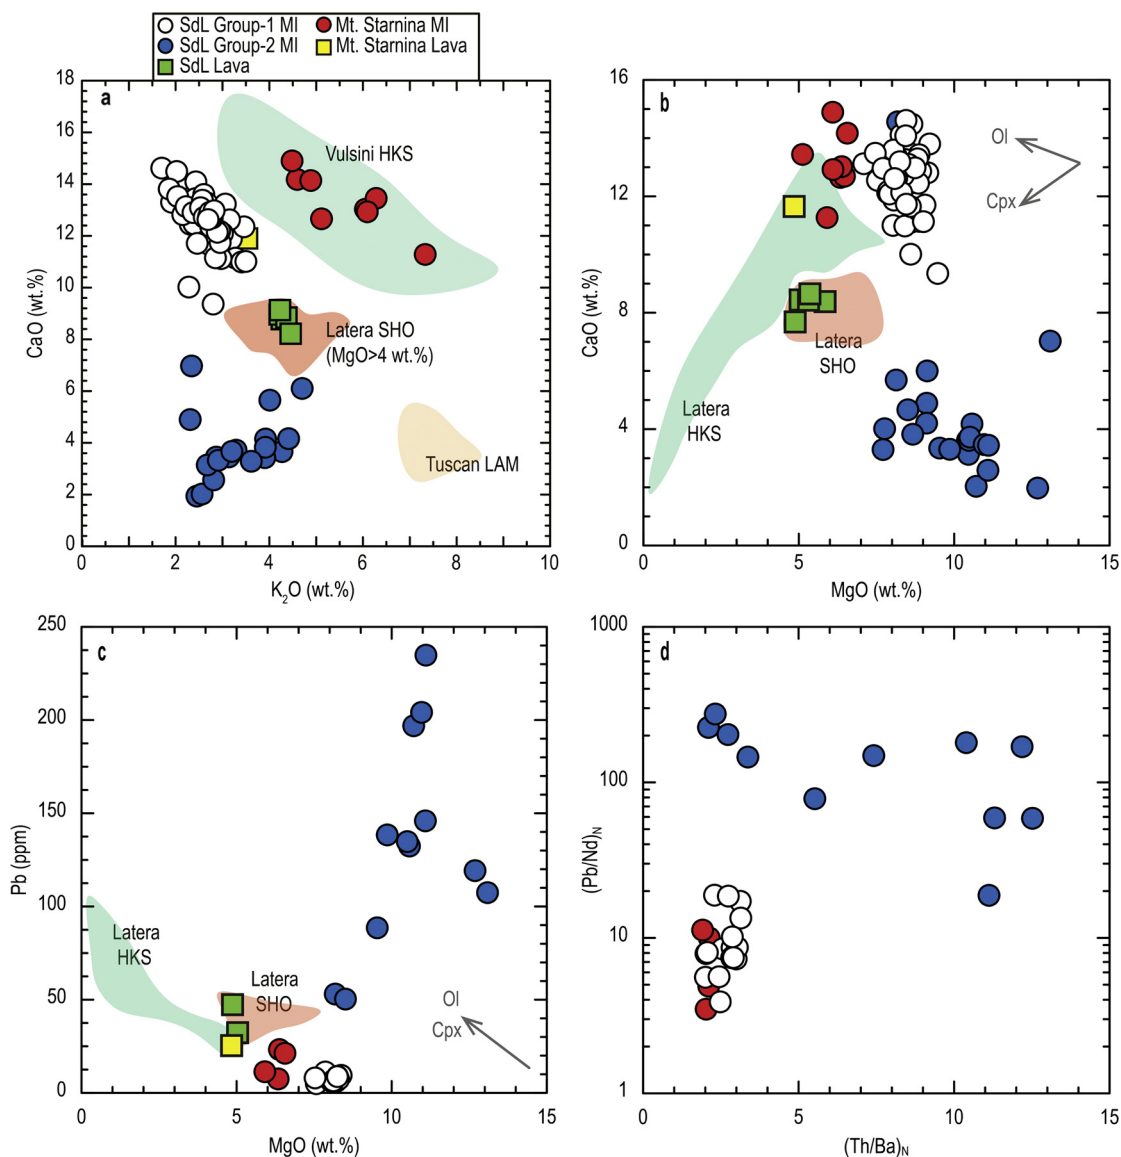 SdL Group-1 MI
Mt. Starnina MI
SdL Group-2 MI
Mt. Starnina Lava
SdL Lava
a
18
16
14
12
10
8
6
4
2
0
CaO (wt.%)
Vulsini HKS
Latera SHO
(MgO>4 wt.%)
Tuscan LAM
0
2
4
6
8
10
K₂O (wt.%)
b
16
12
8
4
0
CaO (wt.%)
Ol
Cpx
Latera
SHO
Latera
HKS
0
5
10
15
MgO (wt.%)
c
250
200
150
100
50
0
Pb (ppm)
Latera
HKS
Latera
SHO
Ol
Cpx
0
5
10
15
MgO (wt.%)
d
1000
100
10
1
(Pb/Nd)N
0
5
10
15
(Th/Ba)N